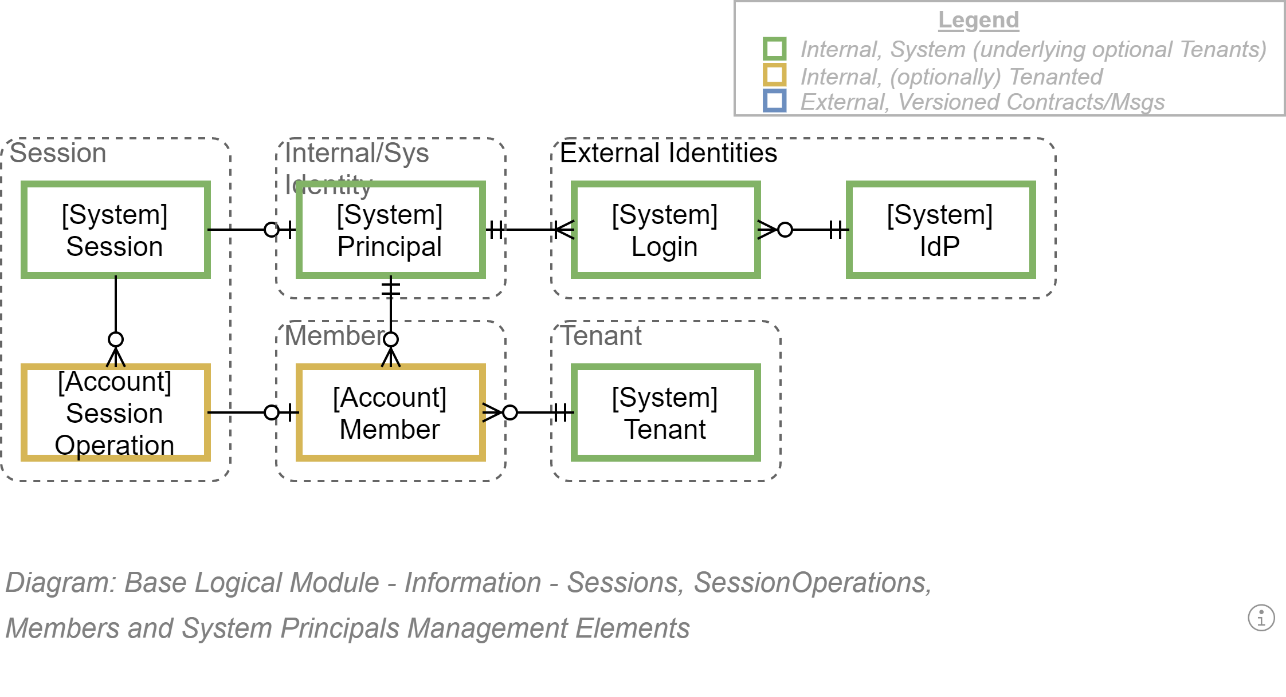 Legend
Internal, System (underlying optional Tenants)
Internal, (optionally) Tenanted
External, Versioned Contracts/Msgs
Session
Internal/Sys
Identity
External Identities
[System]
Session
[System]
Principal
[System]
Login
[System]
IdP
Member
Tenant
[Account]
Session
Operation
[Account]
Member
[System]
Tenant
Diagram: Base Logical Module - Information - Sessions, SessionOperations,
Members and System Principals Management Elements